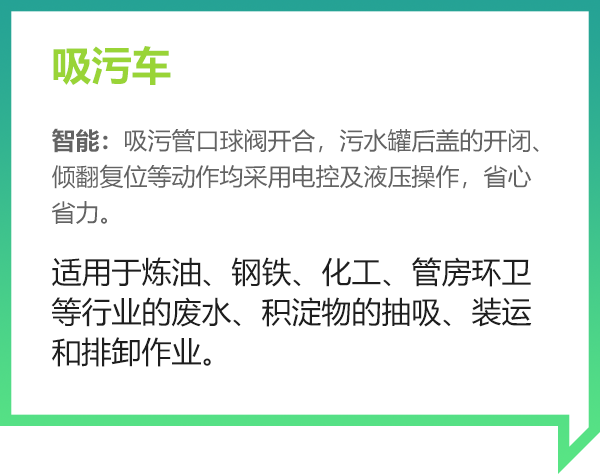 吸污车
智能：吸污管口球阀开合，污水罐后盖的开闭、
倾翻复位等动作均采用电控及液压操作，省心
省力。
适用于炼油、钢铁、化工、管房环卫
等行业的废水、积淀物的抽吸、装运
和排卸作业。